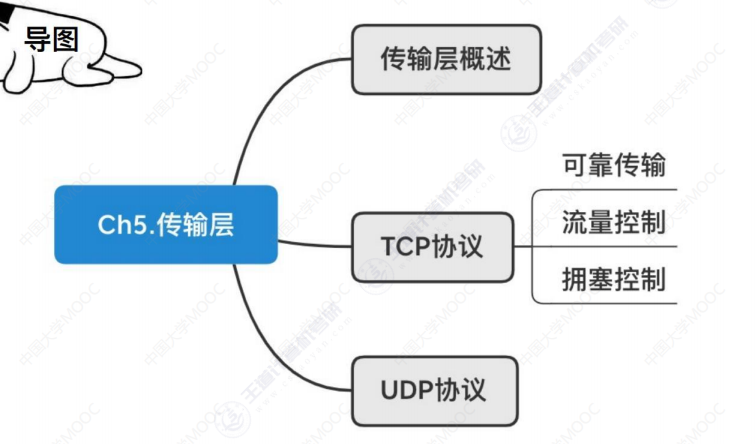 导图
传输层概述
Ch5.传输层
可靠传输
流量控制
TCP协议
拥塞控制
UDP协议
中国大学MOOC
王道计算机考研